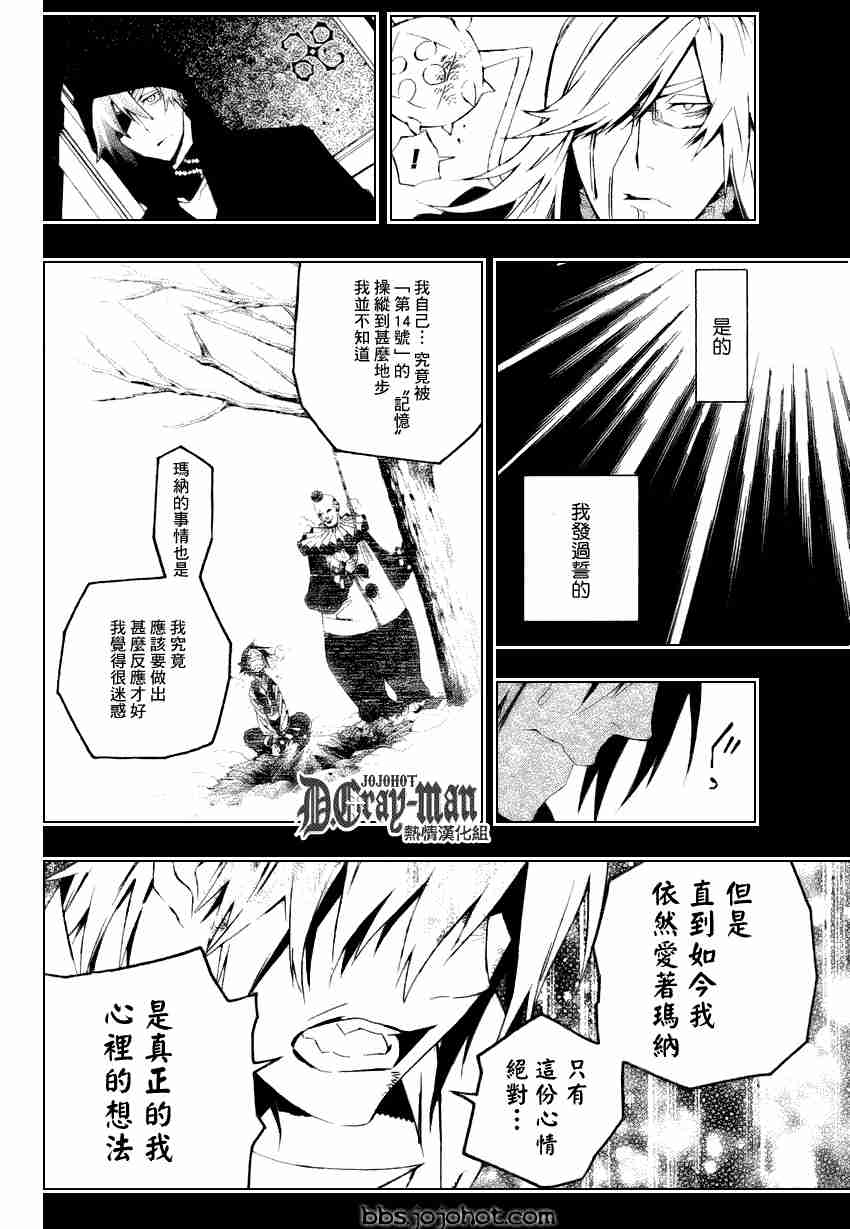 !
是的
我發過誓的
我自己…究竟被
「第14號」的〝記憶〞
操縱到甚麼地步
我並不知道
瑪納的事情也是
我究竟
應該要做出
甚麼反應才好
我覺得很迷惑
JOJOHOT
D.Gray-man
熱情漢化組
但是
直到如今我
依然愛著瑪納
只有
這份心情
絕對…
是真正的我
心裡的想法
bbs.jojohot.com